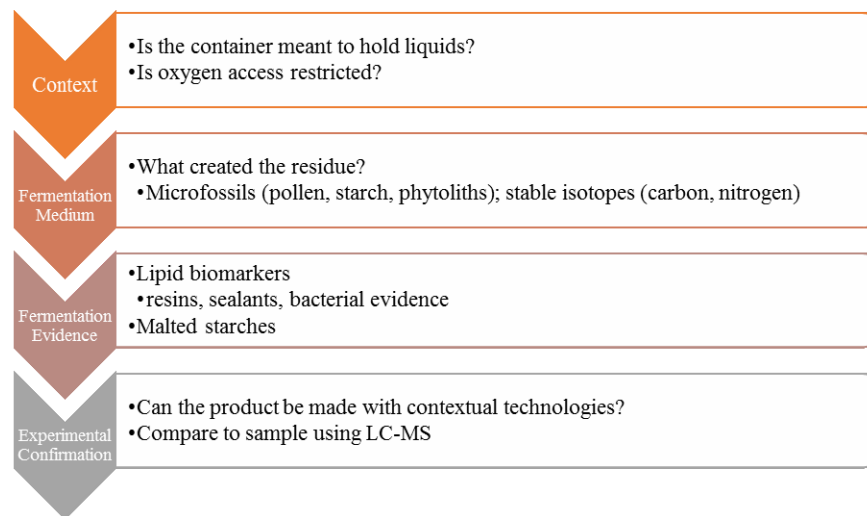 Context
•Is the container meant to hold liquids?
•Is oxygen access restricted?
Fermentation
Medium
•What created the residue?
•Microfossils (pollen, starch, phytoliths); stable isotopes (carbon, nitrogen)
Fermentation
Evidence
•Lipid biomarkers
•resins, sealants, bacterial evidence
•Malted starches
Experimental
Confirmation
•Can the product be made with contextual technologies?
•Compare to sample using LC-MS